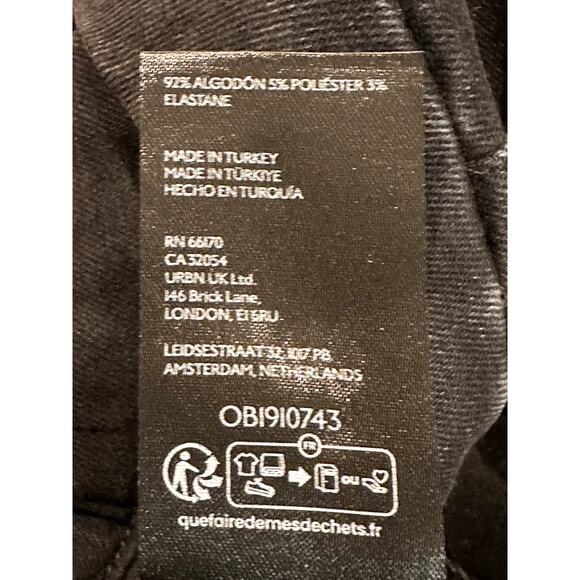 92% ALGODÓN 5% POLIÉSTER 3%
ELASTANE
MADE IN TURKEY
MADE IN TÜRKIYE
HECHO EN TURQUÍA
RN 66170
CA 32054
URBN UK Ltd.
146 Brick Lane,
LONDON, E1 6RU
LEIDSESTRAAT 32, 1017 PB
AMSTERDAM, NETHERLANDS
OB1910743
FR
ou
quefairedemesdechets.fr